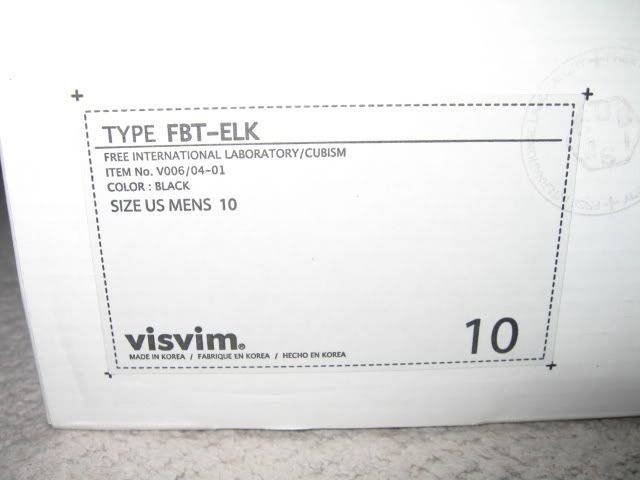 TYPE FBT-ELK
FREE INTERNATIONAL LABORATORY/CUBISM
ITEM No. V006/04-01
COLOR : BLACK
SIZE US MENS 10
visvim®
10
MADE IN KOREA / FABRIQUE EN KOREA / HECHO EN KOREA